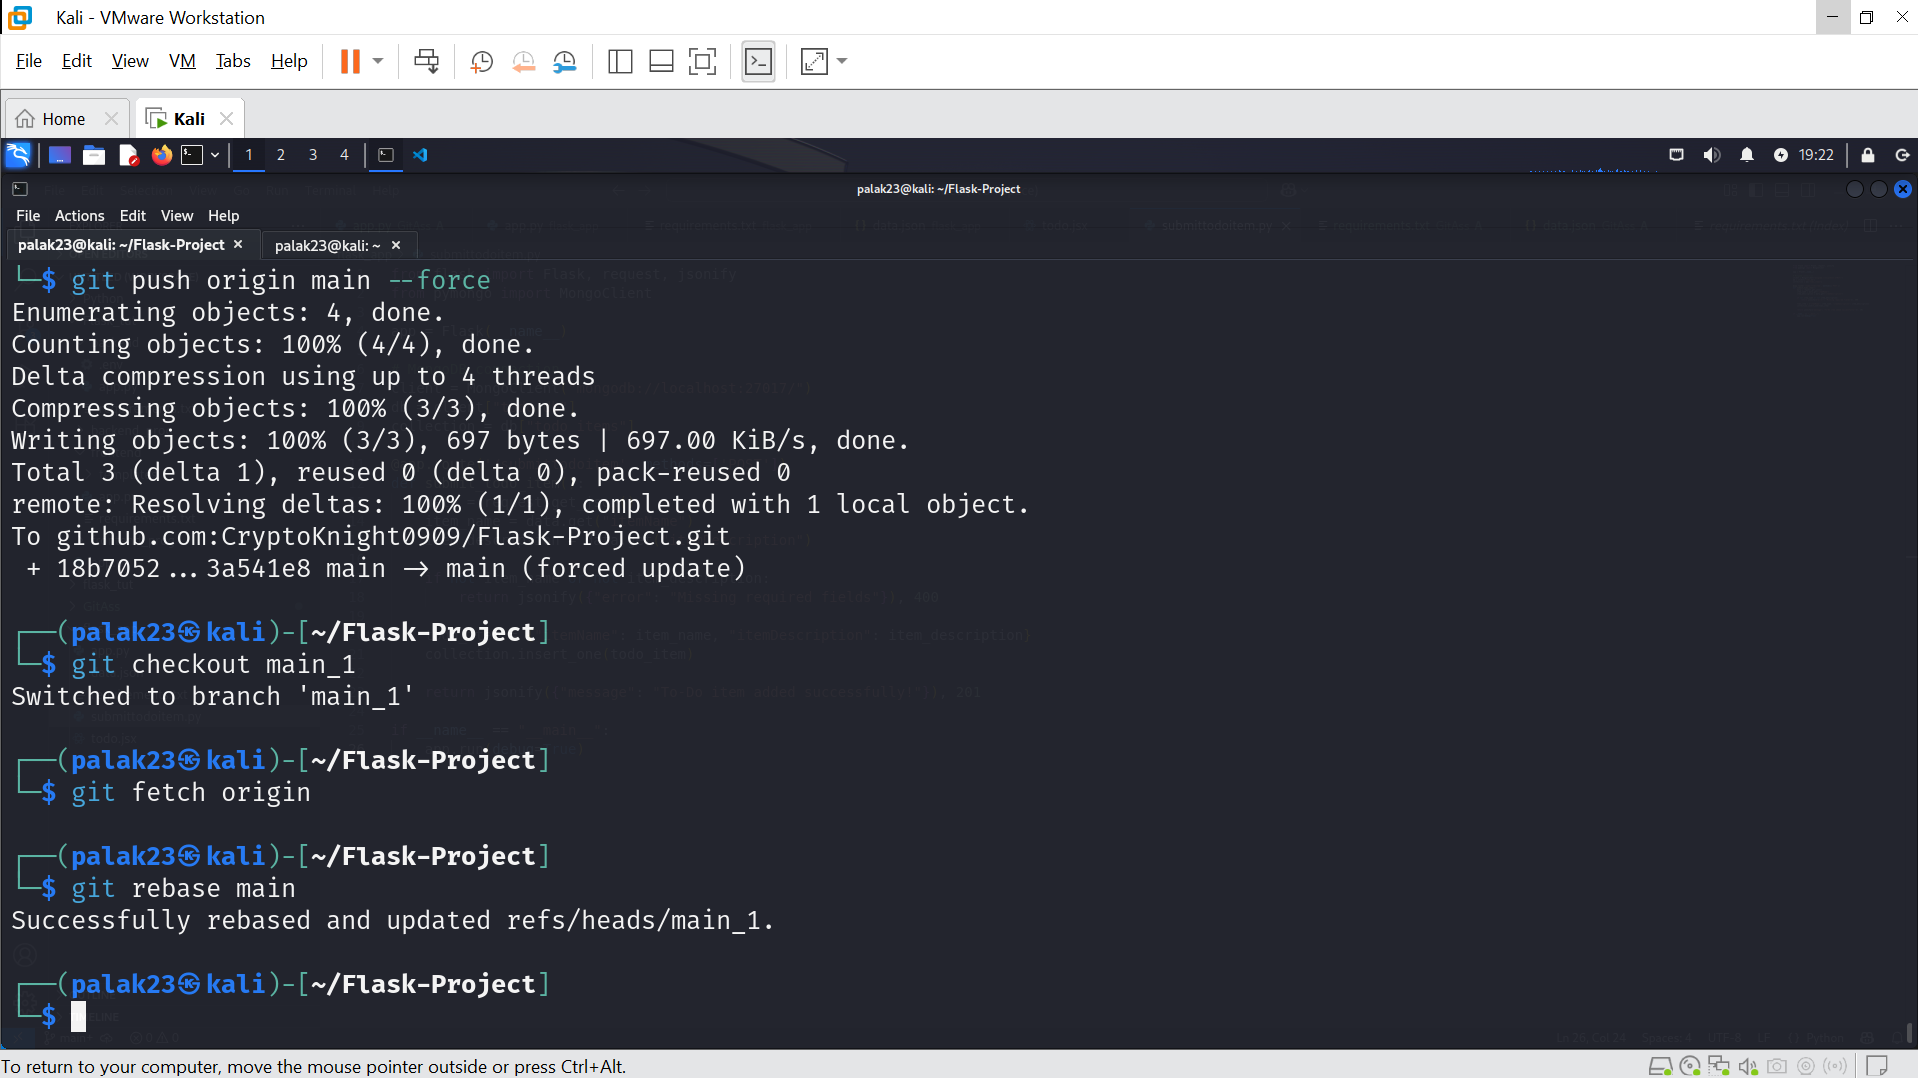 Kali - VMware Workstation
File Edit View VM Tabs Help
Home
Kali
1 2 3 4
19:22
palak23@kali: ~/Flask-Project
File Actions Edit View Help
palak23@kali: ~/Flask-Project
palak23@kali: ~
└─$ git push origin main --force
Enumerating objects: 4, done.
Counting objects: 100% (4/4), done.
Delta compression using up to 4 threads
Compressing objects: 100% (3/3), done.
Writing objects: 100% (3/3), 697 bytes | 697.00 KiB/s, done.
Total 3 (delta 1), reused 0 (delta 0), pack-reused 0
remote: Resolving deltas: 100% (1/1), completed with 1 local object.
To github.com:CryptoKnight0909/Flask-Project.git
+ 18b7052...3a541e8 main -> main (forced update)
┌──(palak23㉿kali)-[~/Flask-Project]
└─$ git checkout main_1
Switched to branch 'main_1'
┌──(palak23㉿kali)-[~/Flask-Project]
└─$ git fetch origin
┌──(palak23㉿kali)-[~/Flask-Project]
└─$ git rebase main
Successfully rebased and updated refs/heads/main_1.
┌──(palak23㉿kali)-[~/Flask-Project]
└─$
To return to your computer, move the mouse pointer outside or press Ctrl+Alt.